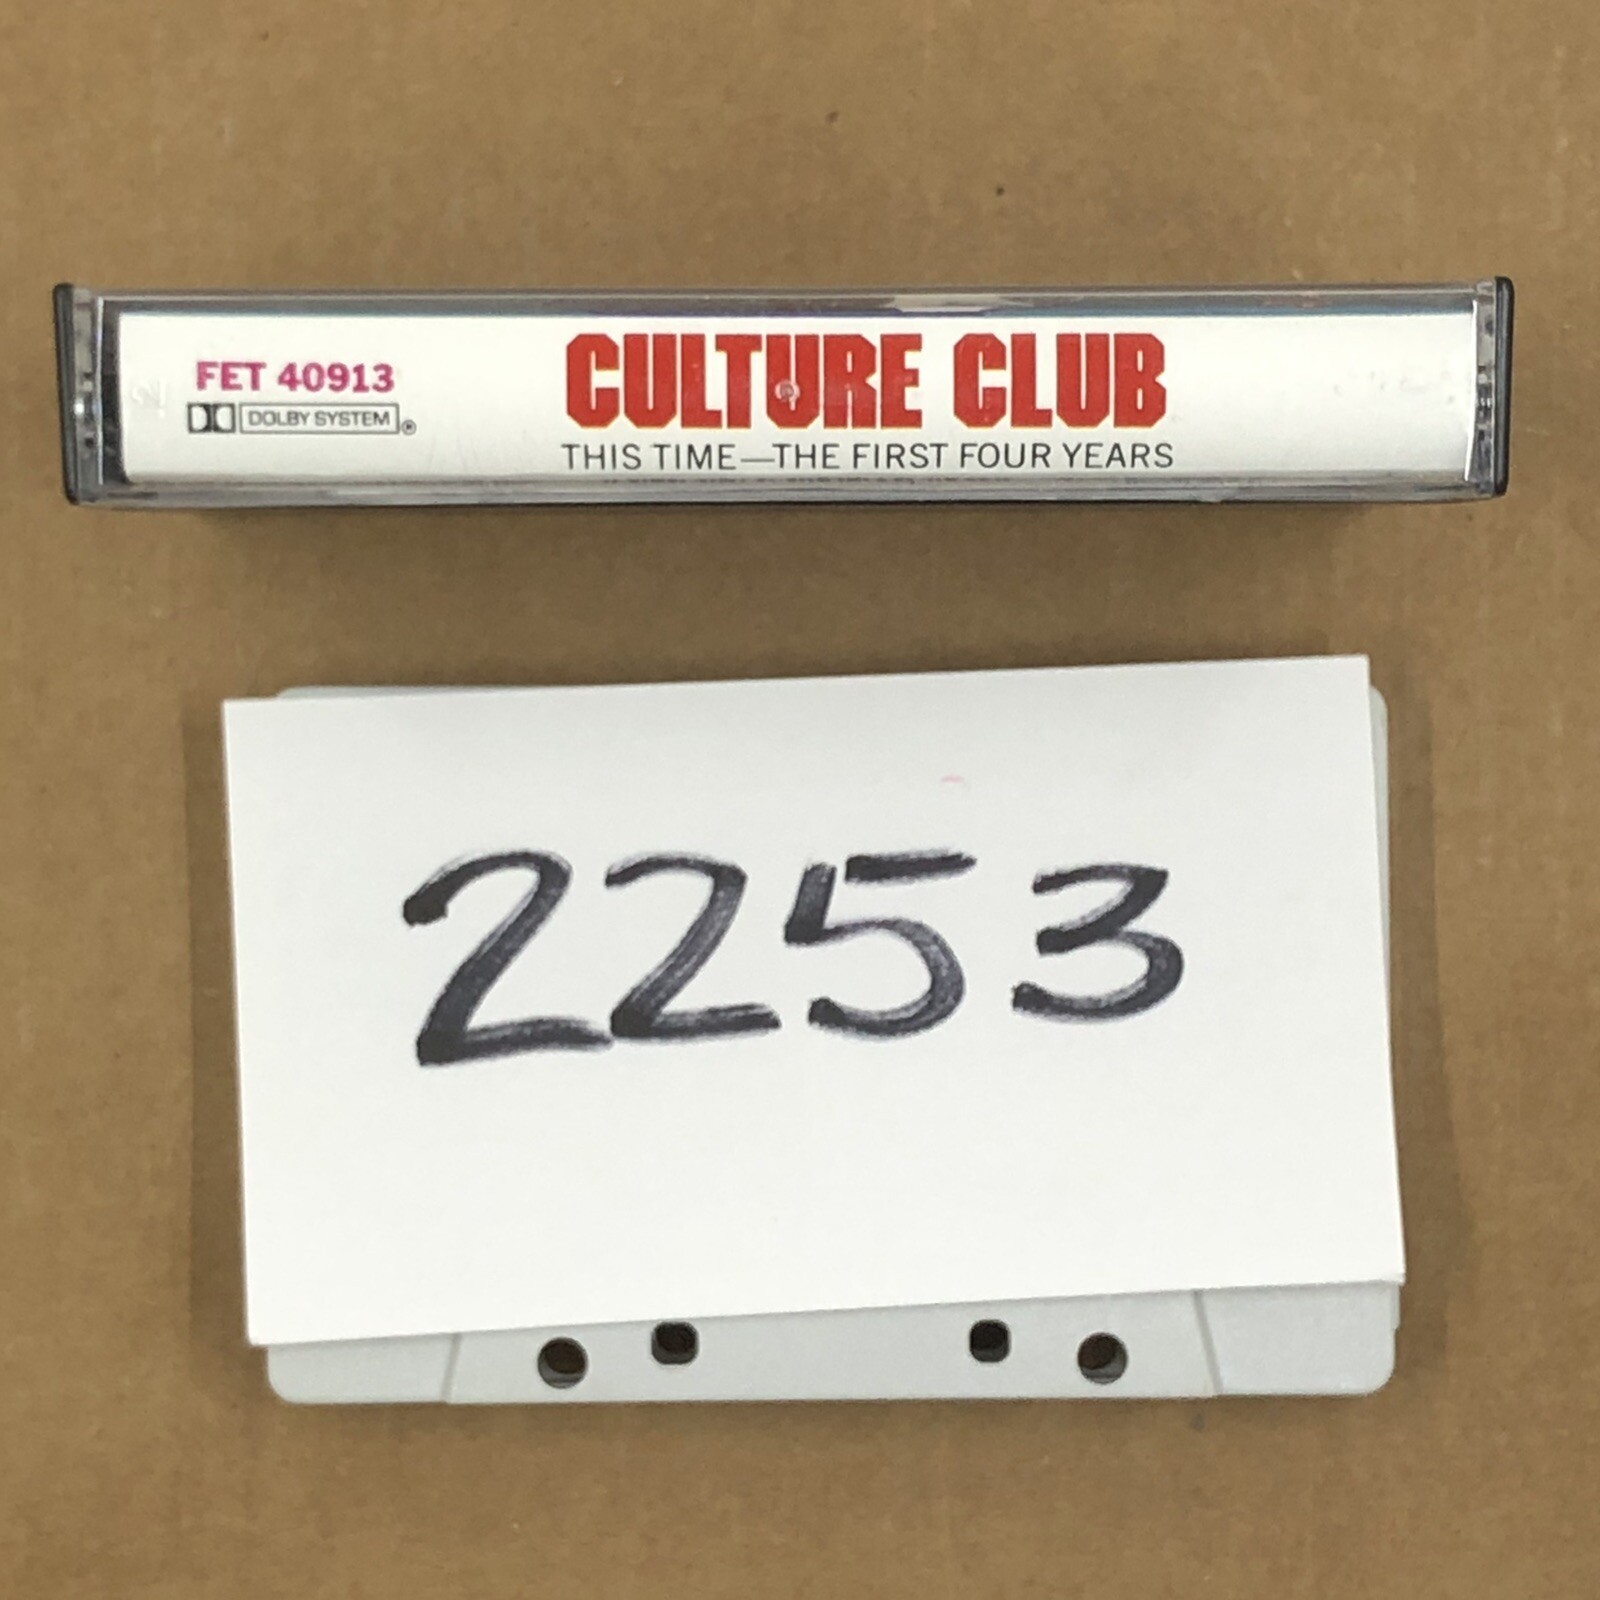 FET 40913
DOLBY SYSTEM ®
CULTURE CLUB
THIS TIME—THE FIRST FOUR YEARS
2253